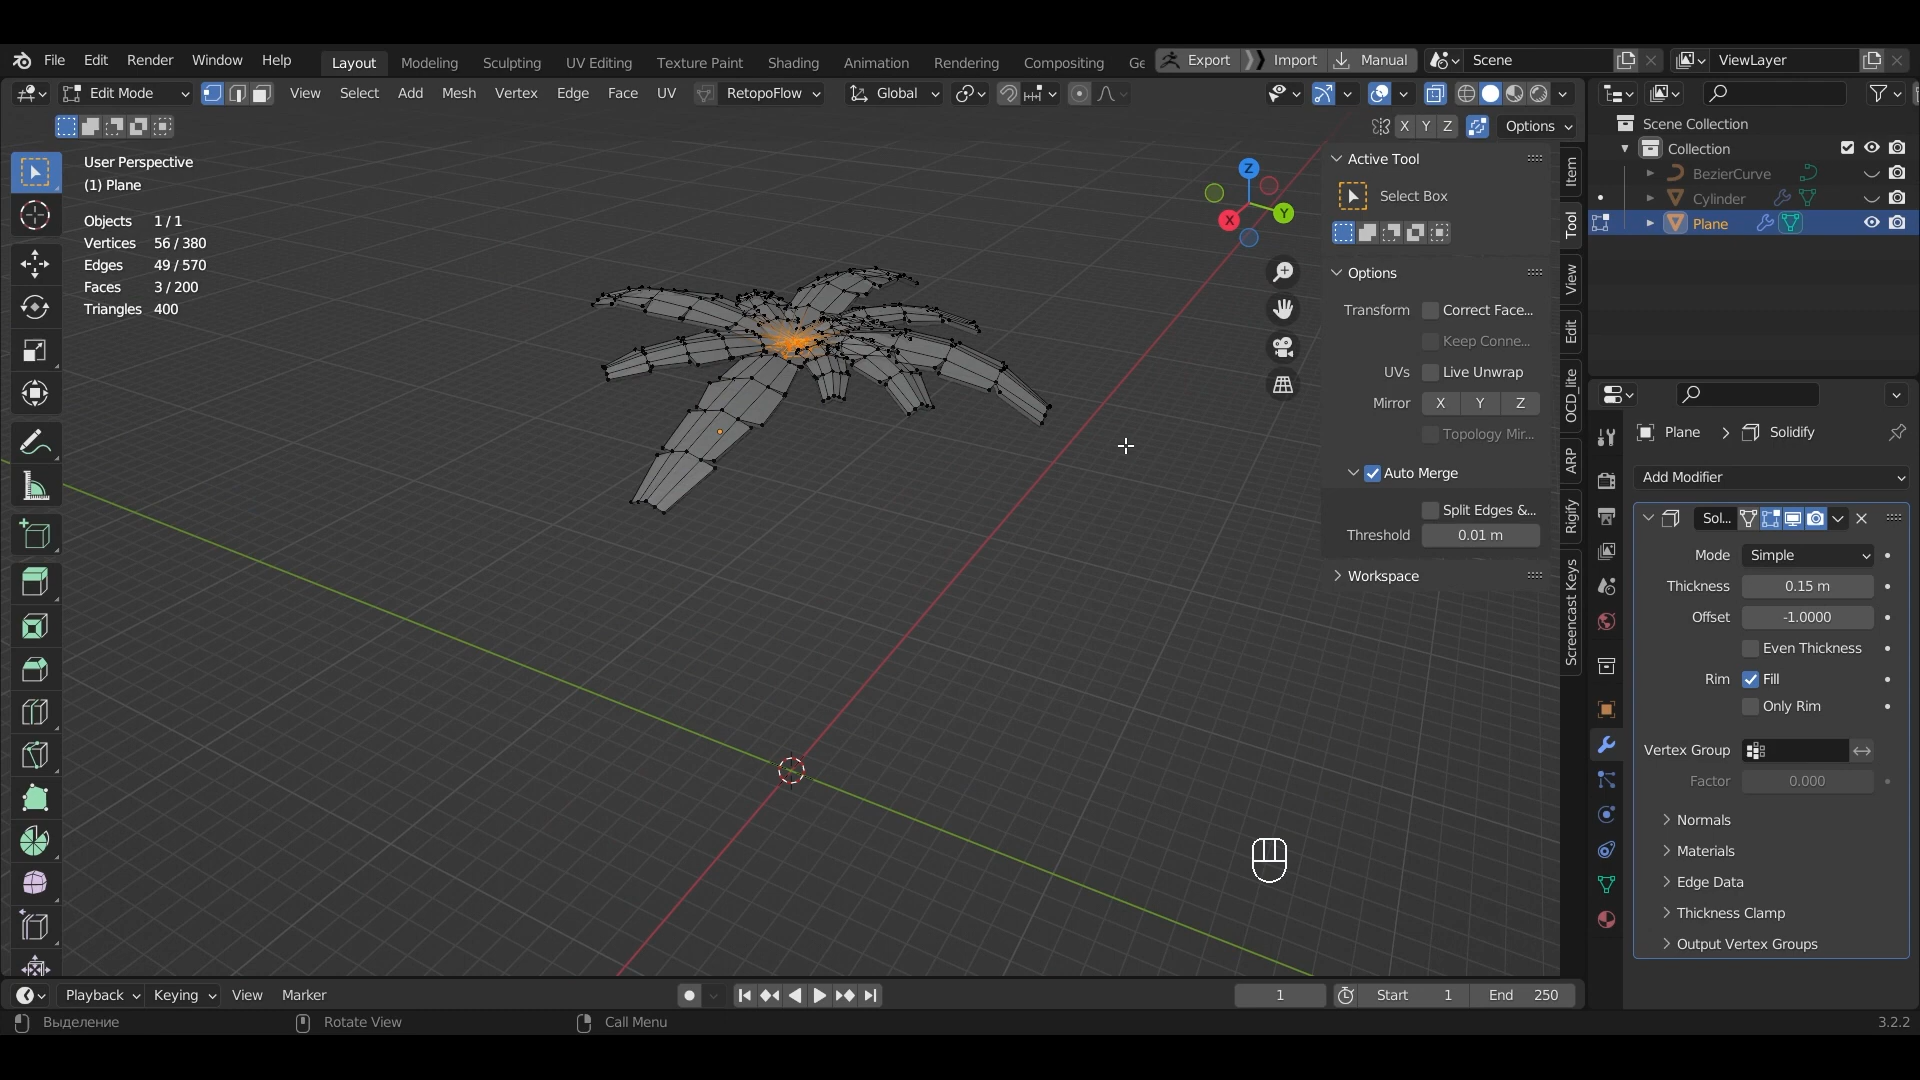 File Edit Render Window Help Layout Modeling Sculpting UV Editing Texture Paint Shading Animation Rendering Compositing Ge Export Import Manual Scene ViewLayer
Edit Mode View Select Add Mesh Vertex Edge Face UV RetopoFlow Global
X Y Z Options
User Perspective
(1) Plane
Objects 1 / 1
Vertices 56 / 380
Edges 49 / 570
Faces 3 / 200
Triangles 400
Z
Y
X
Active Tool
Select Box
Options
Transform Correct Face...
Keep Conne...
UVs Live Unwrap
Mirror X Y Z
Topology Mir...
Auto Merge
Split Edges &...
Threshold 0.01 m
Workspace
Item
Tool
View
Edit
OCD_lite
ARP
Rigify
Screencast Keys
Scene Collection
Collection
BezierCurve
Cylinder
Plane
Plane > Solidify
Add Modifier
Sol...
Mode Simple
Thickness 0.15 m
Offset -1.0000
Even Thickness
Rim Fill
Only Rim
Vertex Group
Factor 0.000
Normals
Materials
Edge Data
Thickness Clamp
Output Vertex Groups
Playback Keying View Marker 1 Start 1 End 250
Выделение Rotate View Call Menu 3.2.2